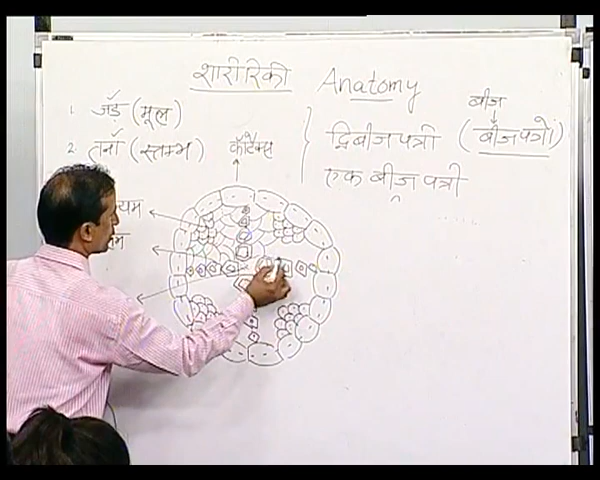 शारीरिकी Anatomy
1. जड़ें (मूल)
2. तनाँ (स्तम्भ)
कॉर्टेक्स
द्विबीजपत्री
एक बीज पत्री
बीज
(बीजपत्रों)